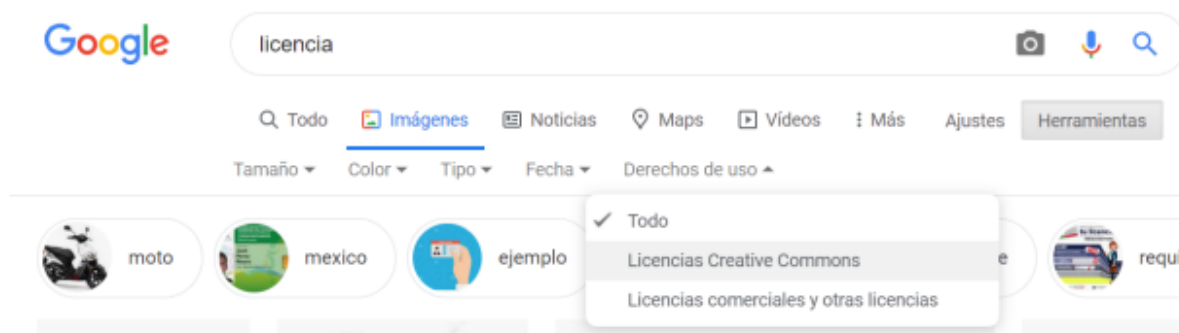 Google
licencia
Todo Imágenes Noticias Maps Vídeos Más Ajustes Herramientas
Tamaño Color Tipo Fecha Derechos de uso
Todo
moto mexico ejemplo Licencias Creative Commons e requi
Licencias comerciales y otras licencias